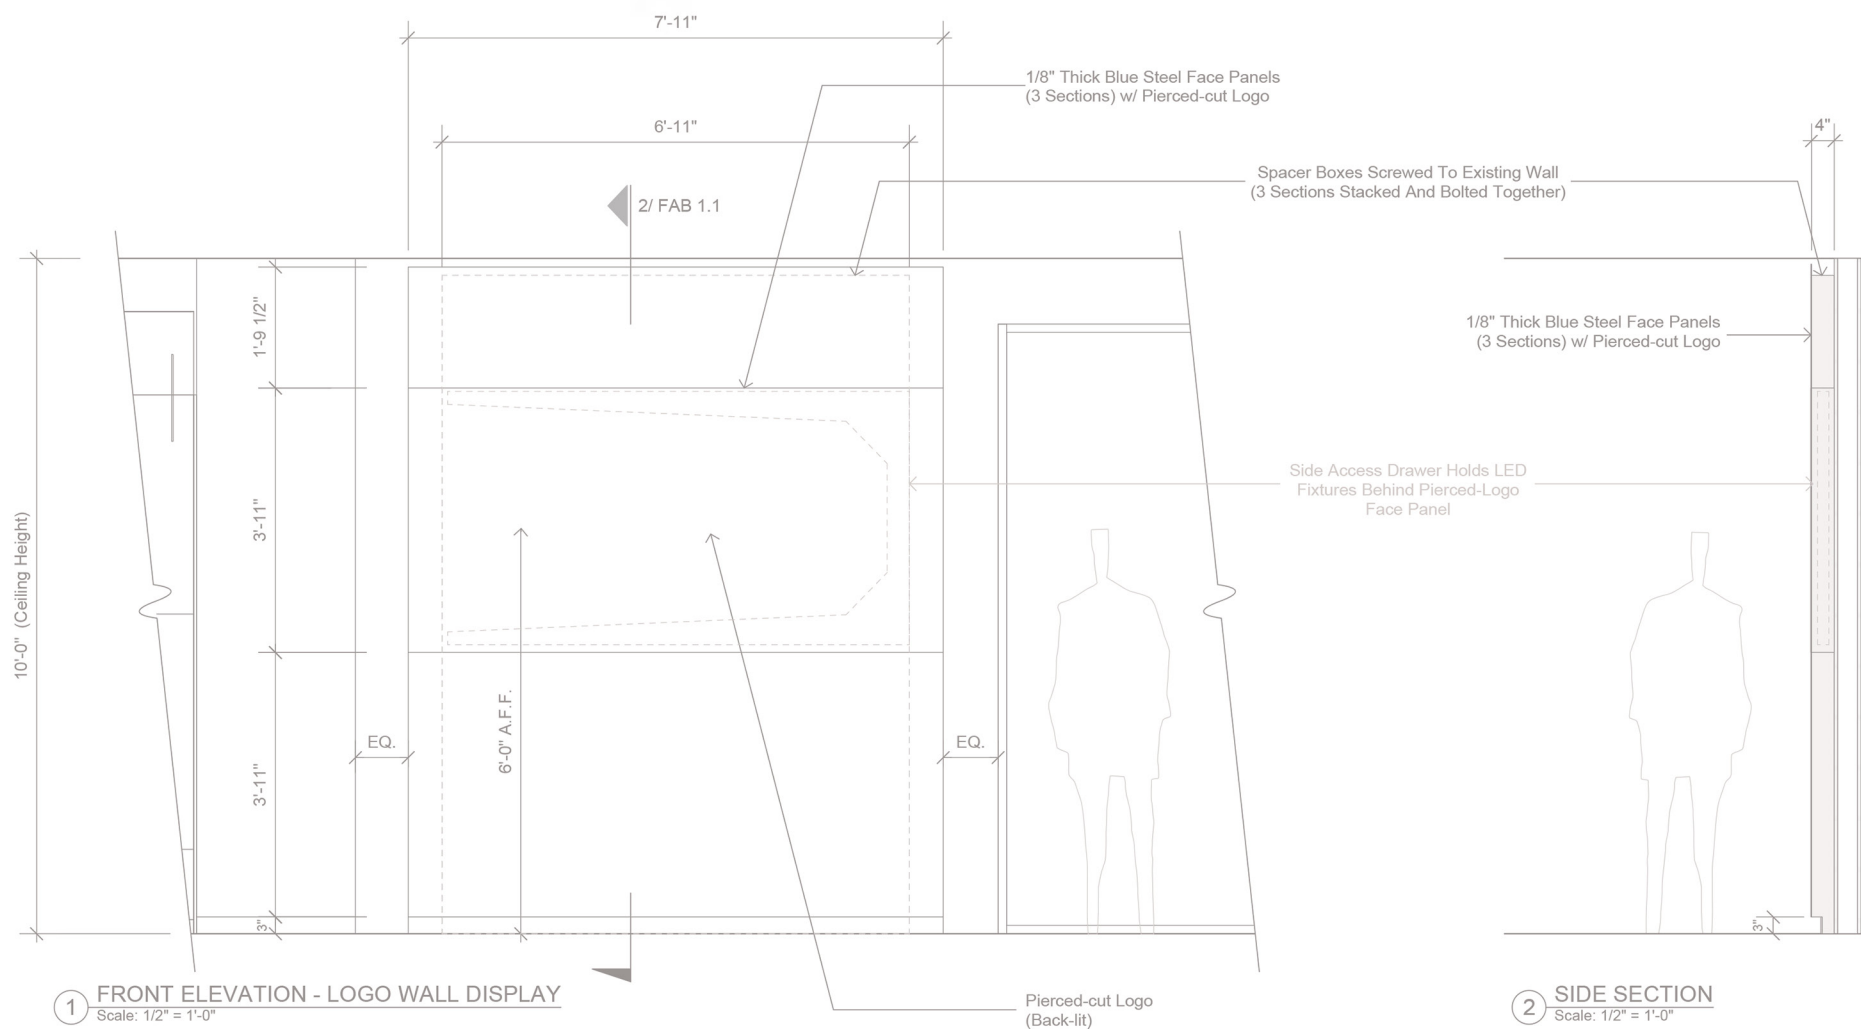 7'-11"
1/8" Thick Blue Steel Face Panels
(3 Sections) w/ Pierced-cut Logo
6'-11"
4"
Spacer Boxes Screwed To Existing Wall
(3 Sections Stacked And Bolted Together)
2/ FAB 1.1
1'-9 1/2"
1/8" Thick Blue Steel Face Panels
(3 Sections) w/ Pierced-cut Logo
Side Access Drawer Holds LED
Fixtures Behind Pierced-Logo
Face Panel
3'-11"
10'-0" (Ceiling Height)
6'-0" A.F.F.
EQ.
EQ.
3'-11"
3"
3"
1 FRONT ELEVATION - LOGO WALL DISPLAY
Scale: 1/2" = 1'-0"
Pierced-cut Logo
(Back-lit)
2 SIDE SECTION
Scale: 1/2" = 1'-0"